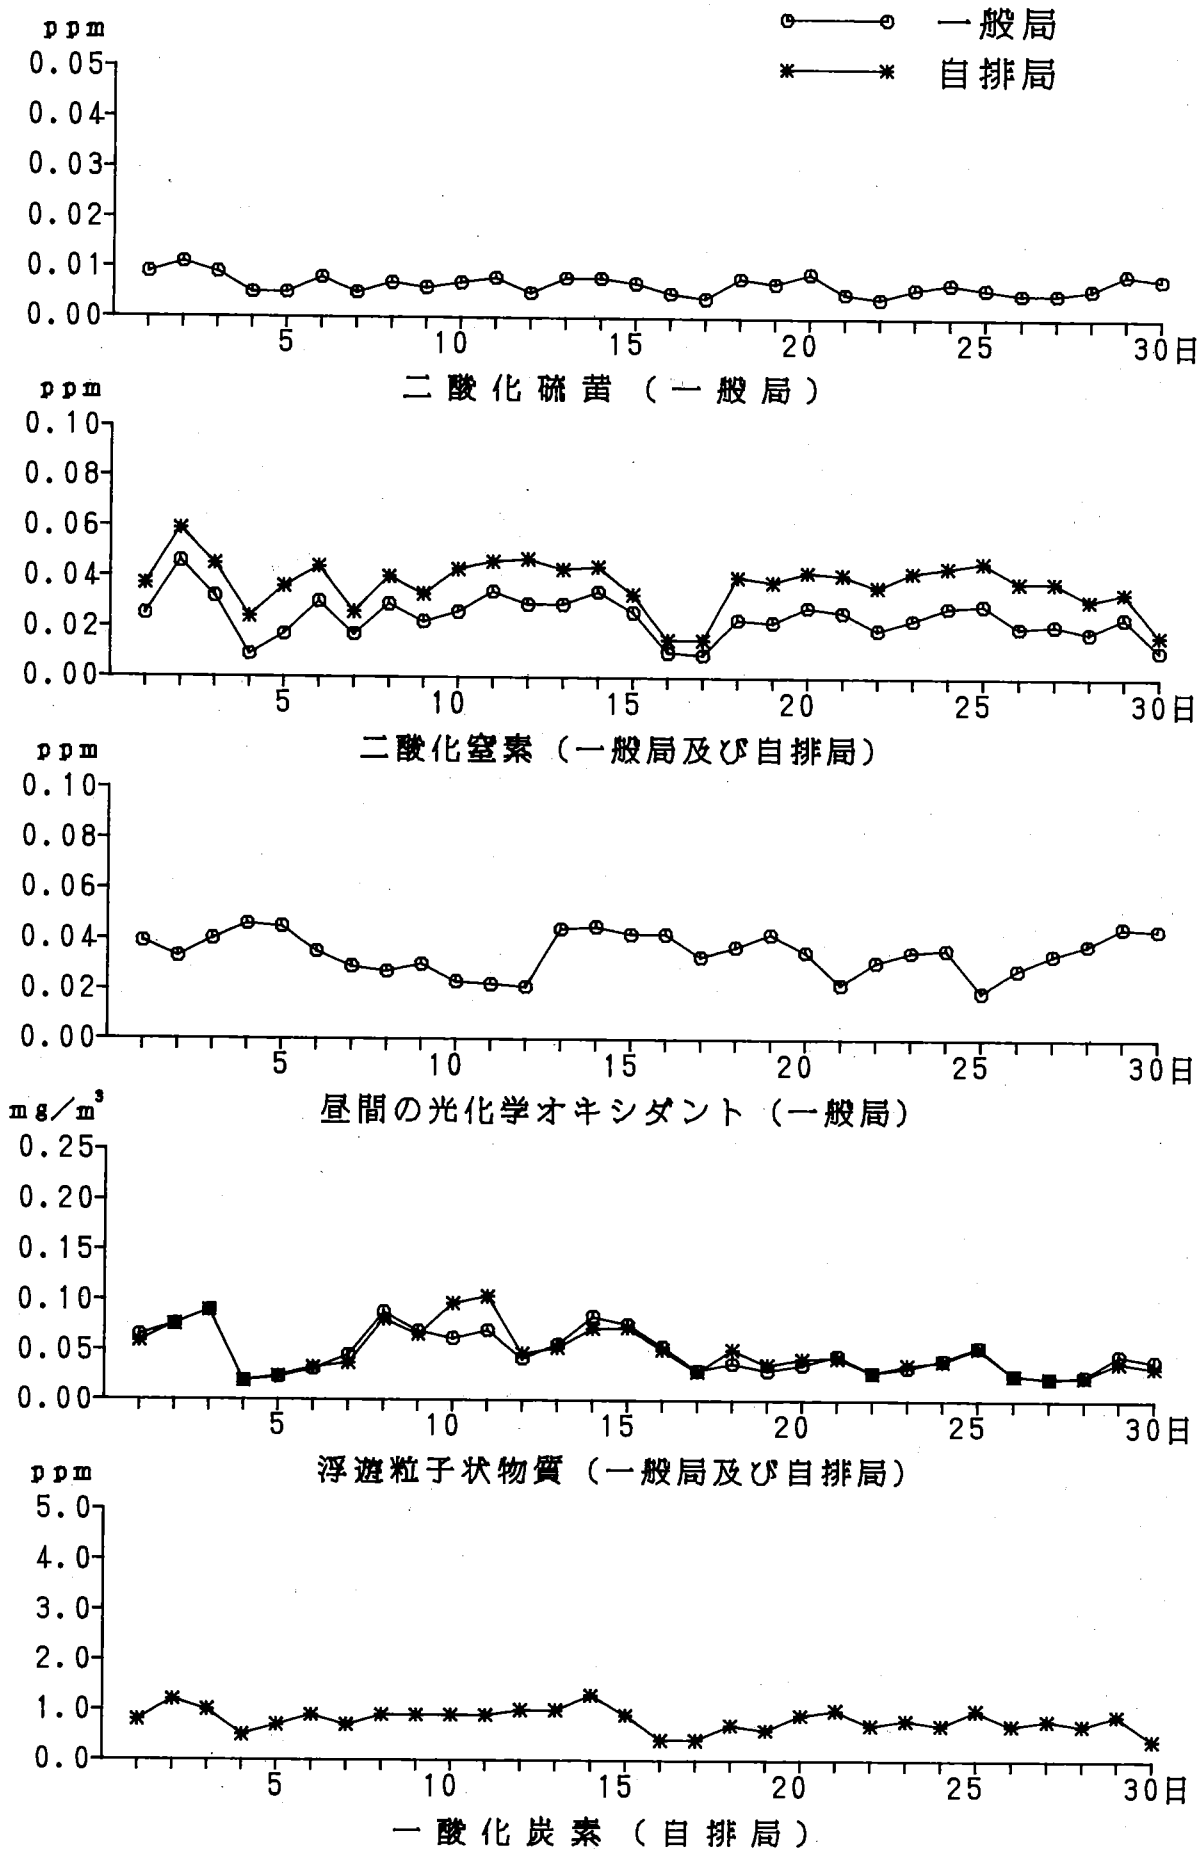 一般局
自排局
ppm
0.05
0.04
0.03
0.02
0.01
0.00
5 10 15 20 25 30日
二酸化硫黄（一般局）
ppm
0.10
0.08
0.06
0.04
0.02
0.00
5 10 15 20 25 30日
二酸化窒素（一般局及び自排局）
ppm
0.10
0.08
0.06
0.04
0.02
0.00
5 10 15 20 25 30日
昼間の光化学オキシダント（一般局）
mg/m³
0.25
0.20
0.15
0.10
0.05
0.00
5 10 15 20 25 30日
浮遊粒子状物質（一般局及び自排局）
ppm
5.0
4.0
3.0
2.0
1.0
0.0
5 10 15 20 25 30日
一酸化炭素（自排局）